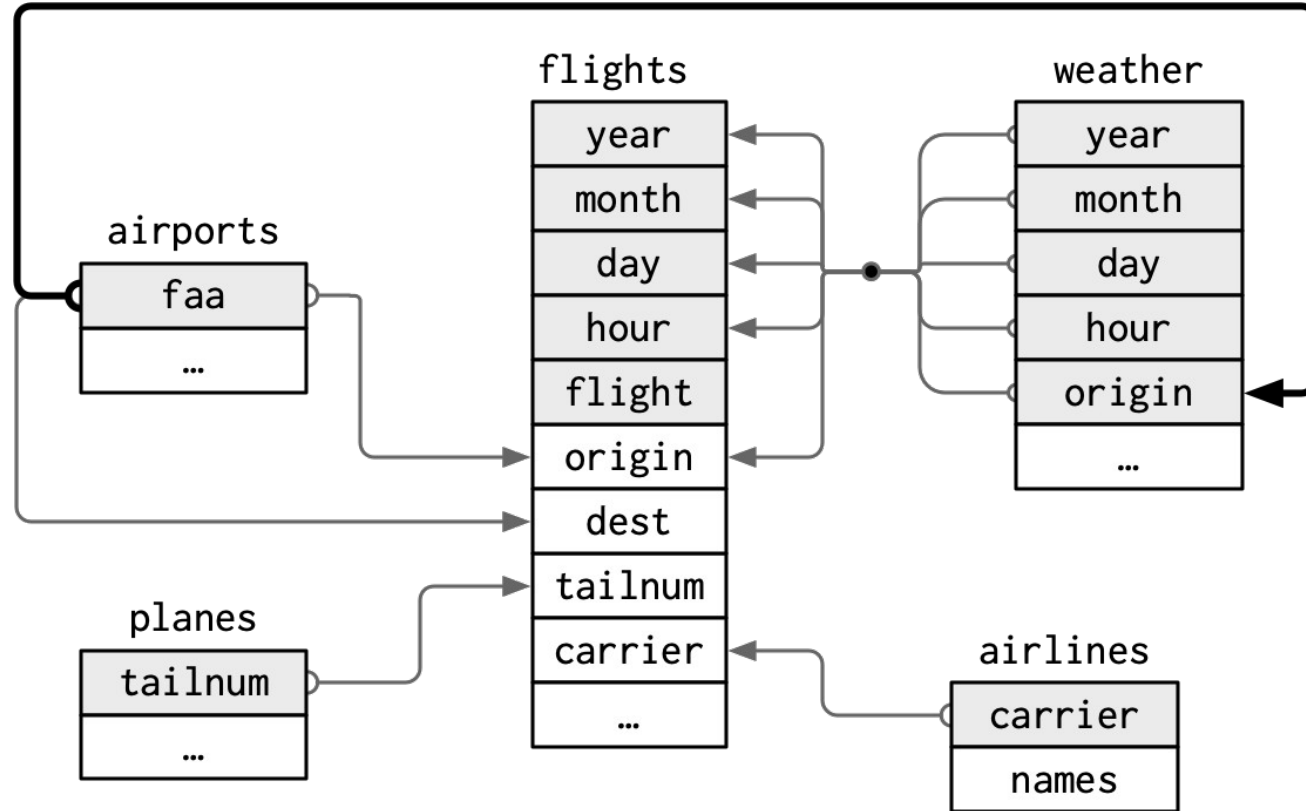 flights
year
month
day
hour
flight
origin
dest
tailnum
carrier
…
weather
year
month
day
hour
origin
…
airports
faa
…
planes
tailnum
…
airlines
carrier
names